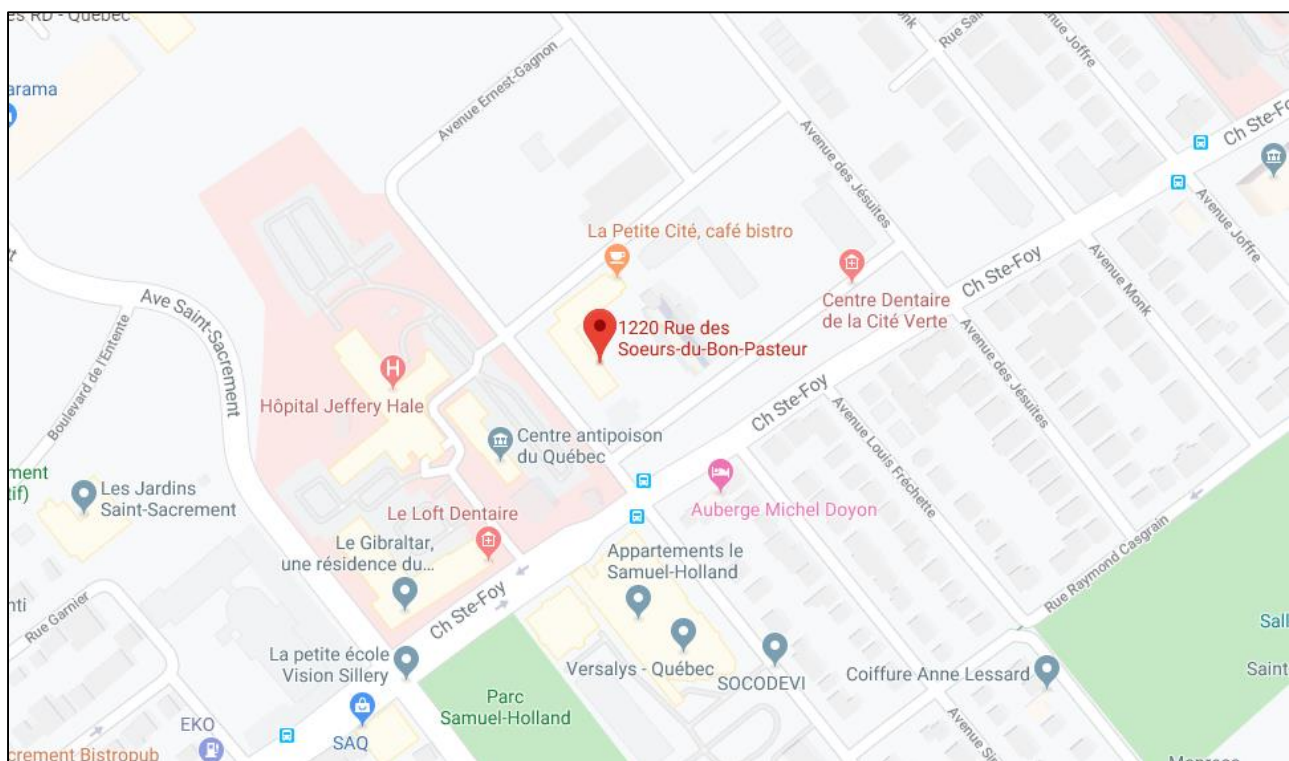 RD - Québec
onk
Rue Sai
Avenue Joffre
arama
Avenue Ernest-Gagnon
Ch Ste-Foy
Avenue des Jésuites
Avenue Joffre
La Petite Cité, café bistro
Avenue Monk
Ch Ste-Foy
Centre Dentaire
de la Cité Verte
Ave Saint-Sacrement
1220 Rue des
Soeurs-du-Bon-Pasteur
Avenue des Jésuites
Boulevard de l'Entente
H
Hôpital Jeffery Hale
Ch Ste-Foy
Avenue Louis Fréchette
Centre antipoison
du Québec
ment
tif)
Les Jardins
Saint-Sacrement
Auberge Michel Doyon
Le Loft Dentaire
Le Gibraltar,
une résidence du...
Appartements le
Samuel-Holland
Rue Raymond Casgrain
nti
Rue Garnier
Ch Ste-Foy
Sall
La petite école
Vision Sillery
Versalys - Québec
SOCODEVI
Coiffure Anne Lessard
Saint
Parc
Samuel-Holland
EKO
SAQ
Avenue Si
crement Bistropub